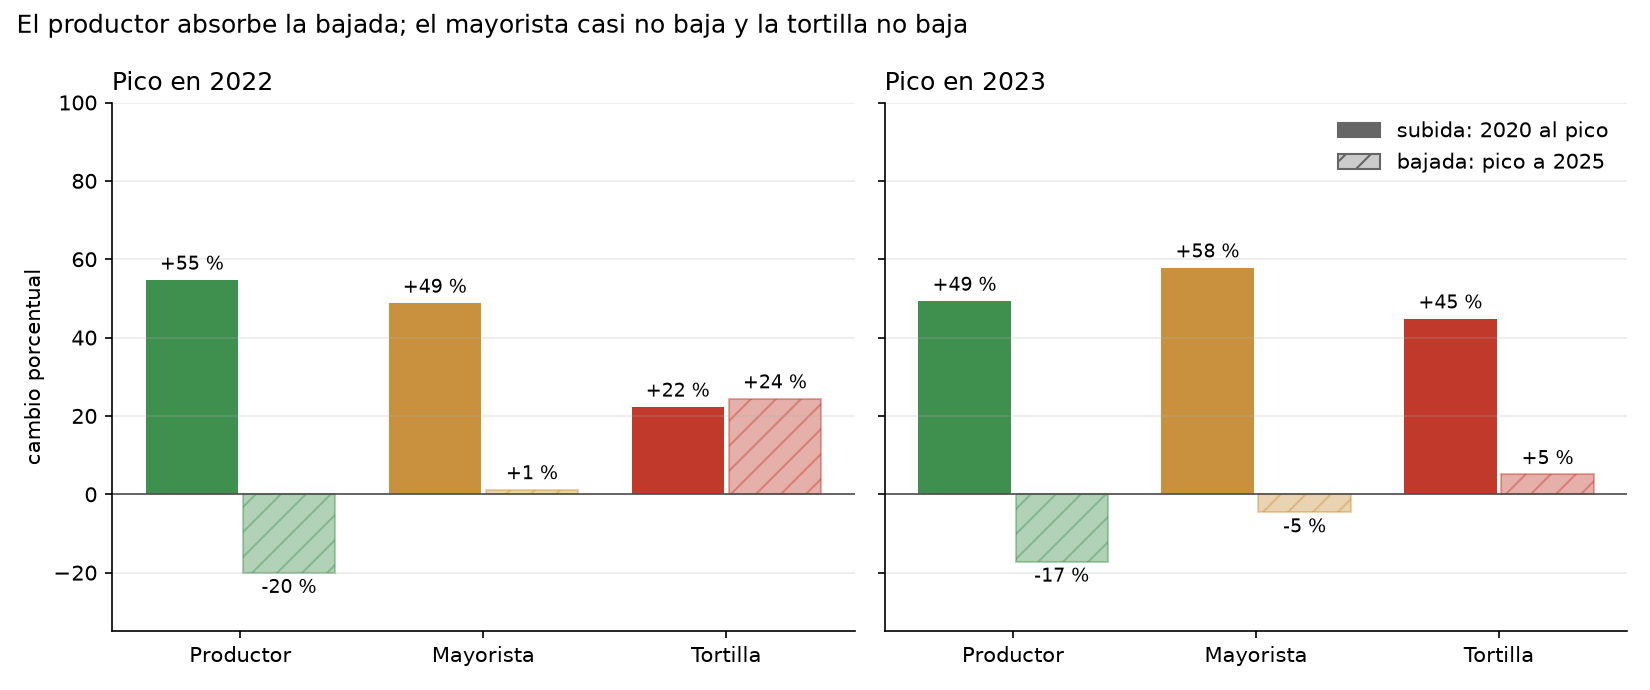 El productor absorbe la bajada; el mayorista casi no baja y la tortilla no baja
Pico en 2022
100
80
60
40
20
0
−20
cambio porcentual
+55 %
-20 %
+49 %
+1 %
+22 %
+24 %
Productor
Mayorista
Tortilla
Pico en 2023
subida: 2020 al pico
bajada: pico a 2025
+49 %
-17 %
+58 %
-5 %
+45 %
+5 %
Productor
Mayorista
Tortilla